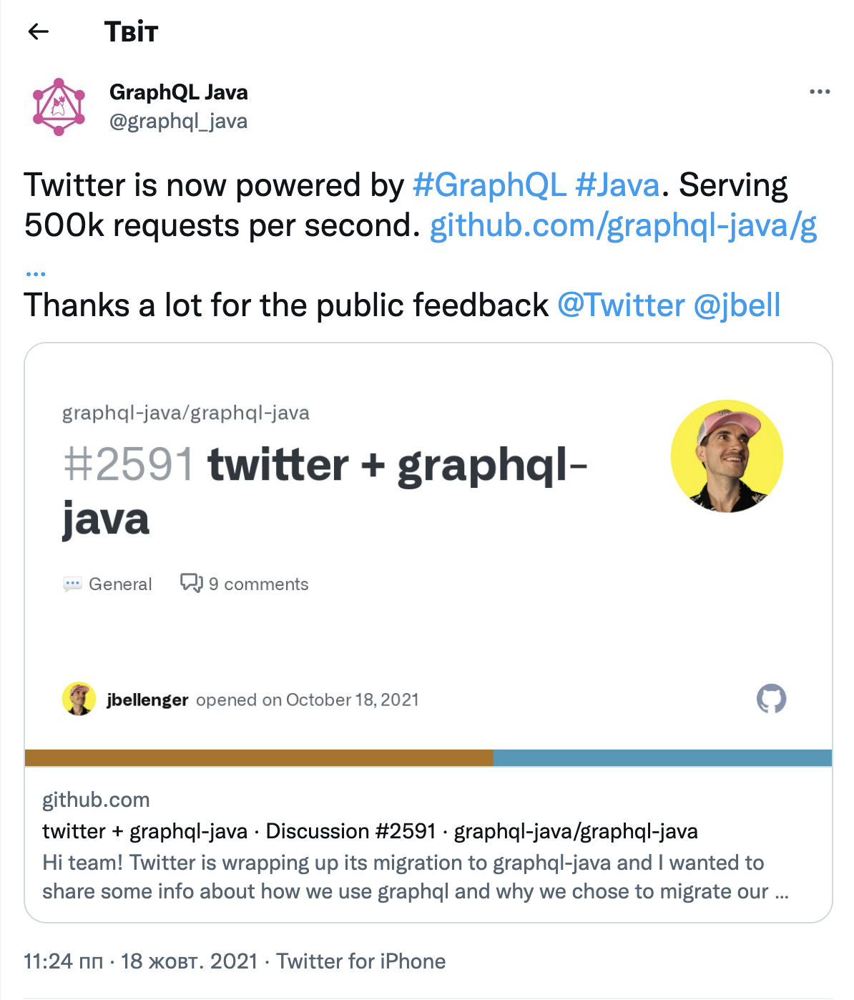 Твіт
GraphQL Java
@graphql_java
Twitter is now powered by #GraphQL #Java. Serving
500k requests per second. github.com/graphql-java/g
…
Thanks a lot for the public feedback @Twitter @jbell
graphql-java/graphql-java
#2591 twitter + graphql-
java
General 9 comments
jbellenger opened on October 18, 2021
github.com
twitter + graphql-java · Discussion #2591 · graphql-java/graphql-java
Hi team! Twitter is wrapping up its migration to graphql-java and I wanted to
share some info about how we use graphql and why we chose to migrate our ...
11:24 пп · 18 жовт. 2021 · Twitter for iPhone